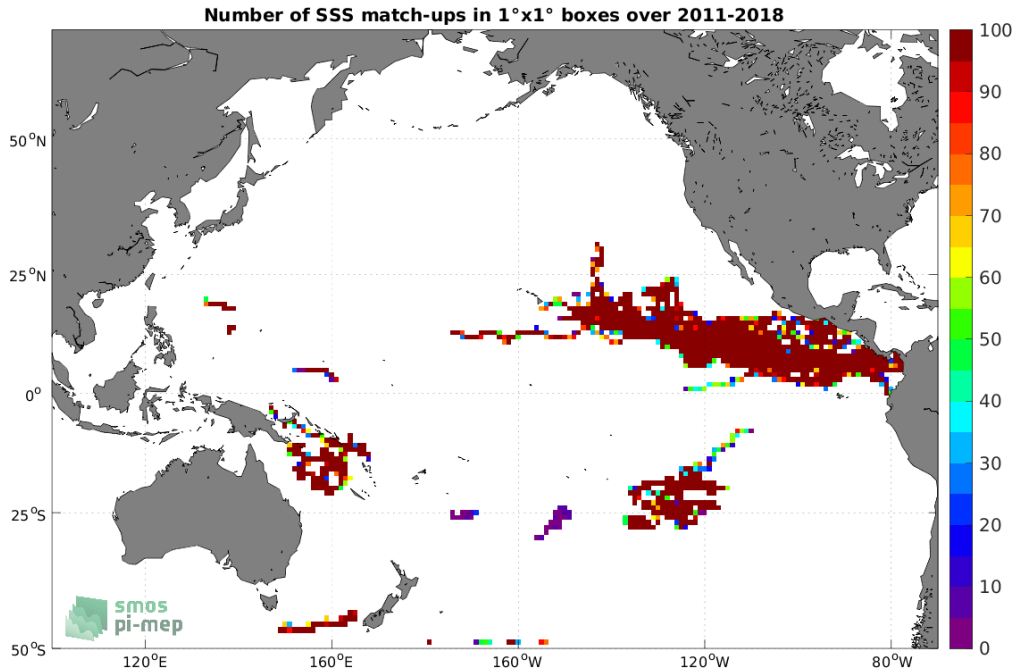 Number of SSS match-ups in 1°x1° boxes over 2011-2018
50°N
25°N
0°
25°S
50°S
120°E
160°E
160°W
120°W
80°W
100
90
80
70
60
50
40
30
20
10
0
smos
pi-mep